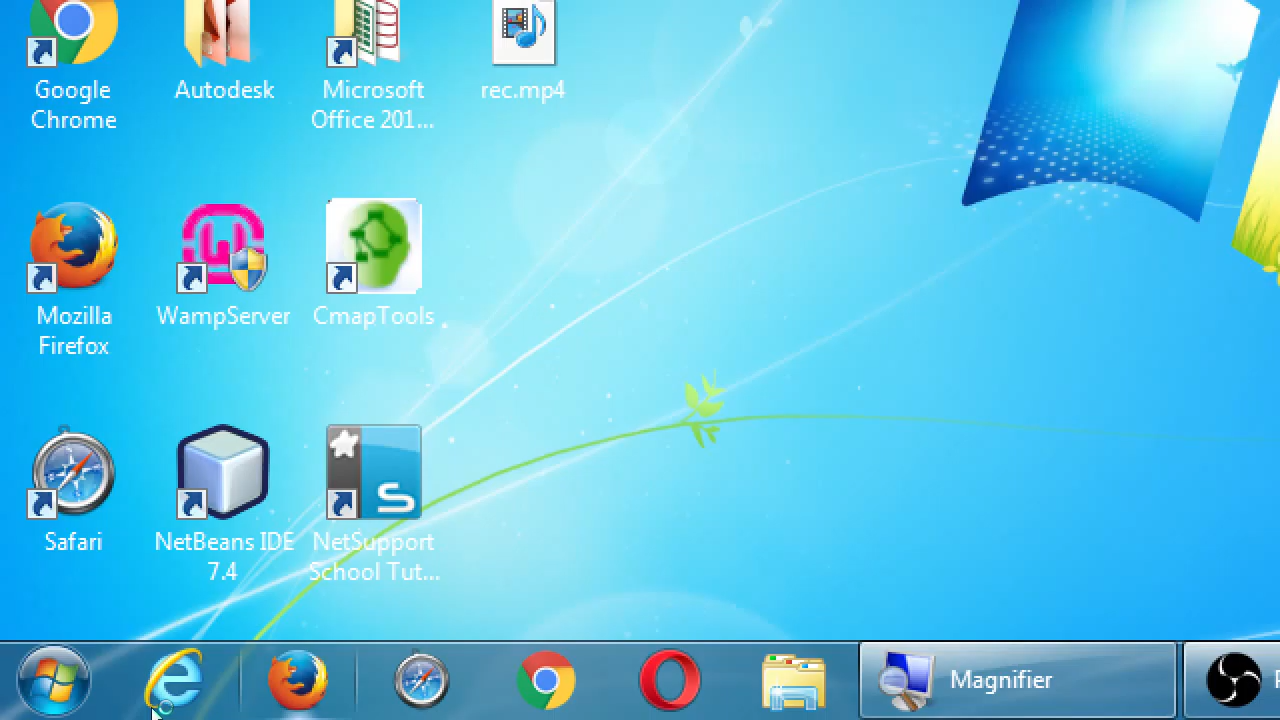 Google
Chrome
Autodesk
Microsoft
Office 201...
rec.mp4
Mozilla
Firefox
WampServer
CmapTools
Safari
NetBeans IDE
7.4
NetSupport
School Tut...
Magnifier